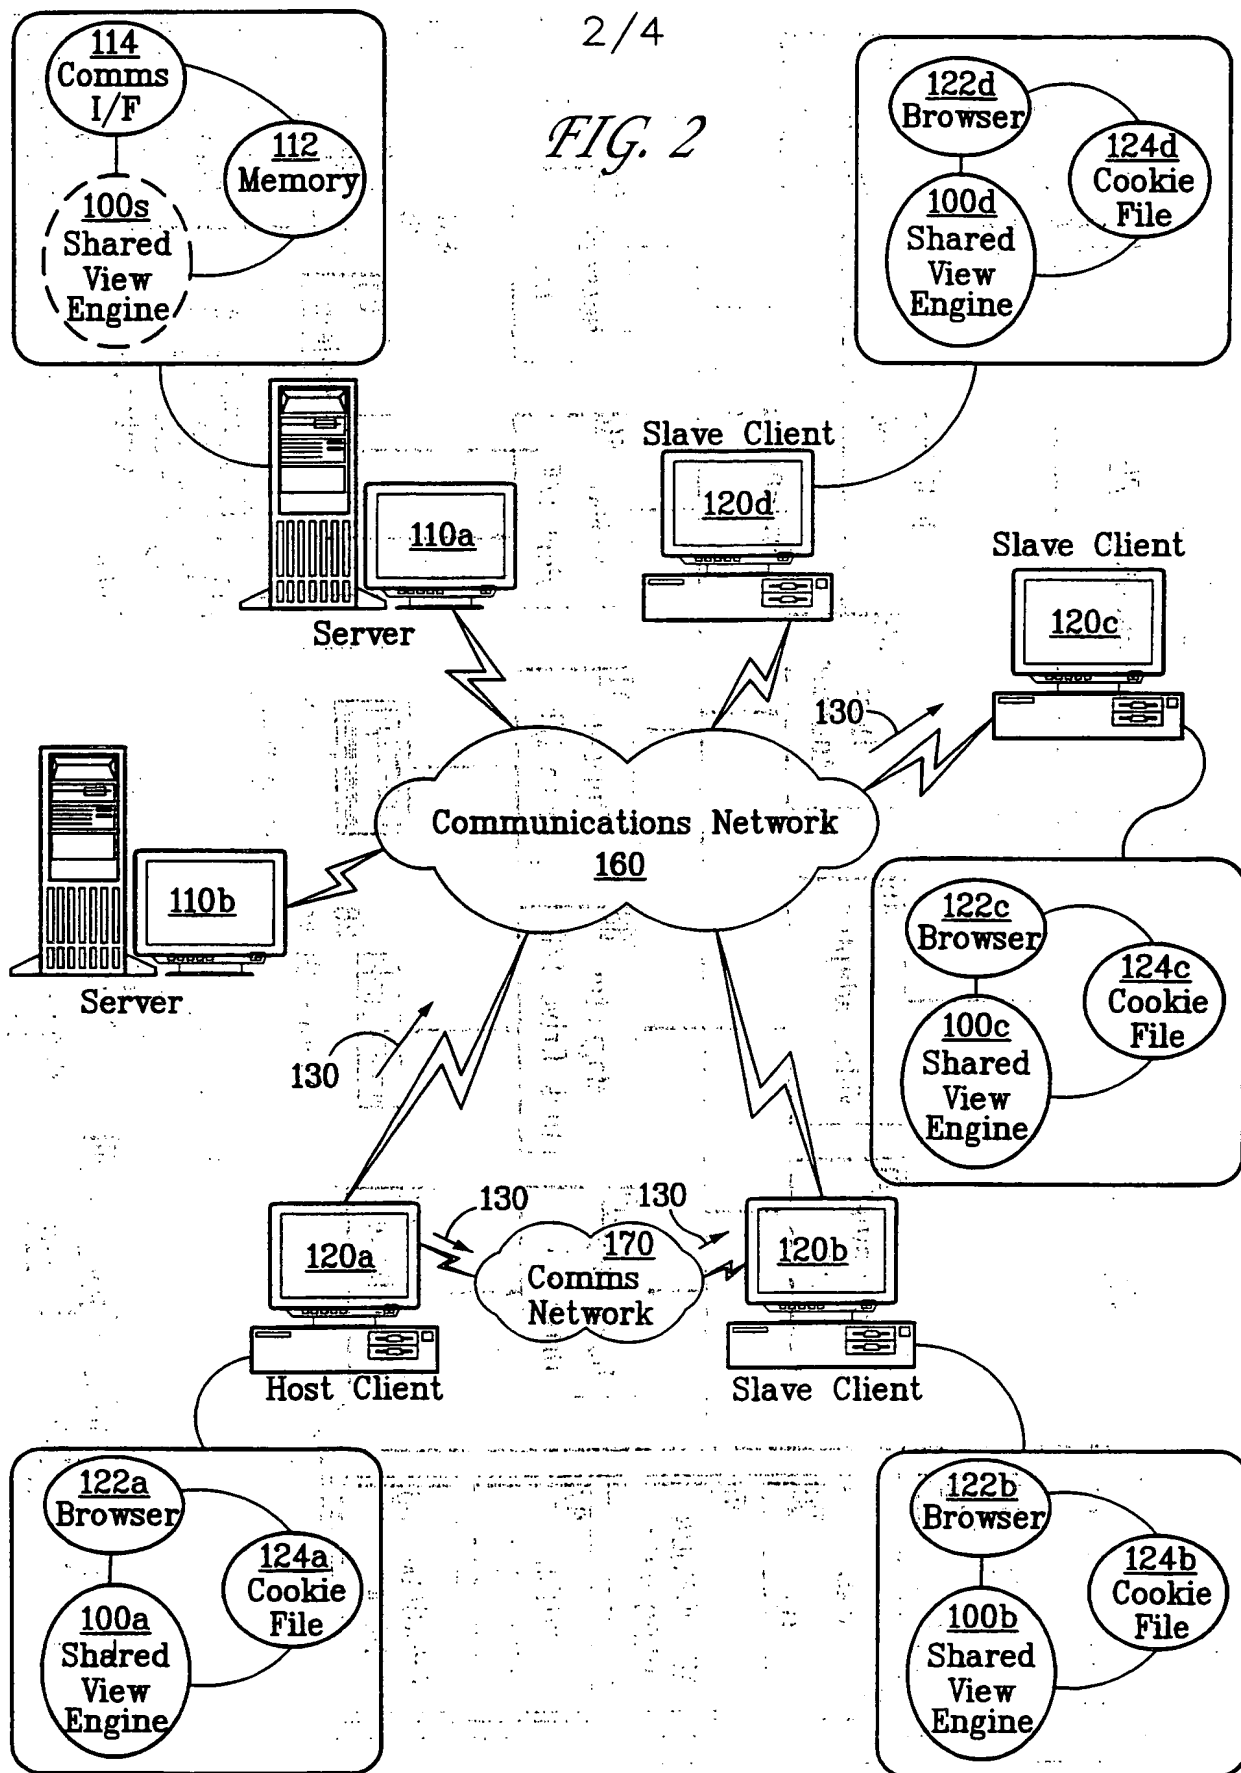 2/4
FIG. 2
114
Comms
I/F
112
Memory
100s
Shared
View
Engine
122d
Browser
124d
Cookie
File
100d
Shared
View
Engine
Slave Client
120d
110a
Server
Slave Client
120c
130
Communications Network
160
110b
Server
122c
Browser
124c
Cookie
File
100c
Shared
View
Engine
130
130
130
120a
170
Comms
Network
120b
Host Client
Slave Client
122a
Browser
124a
Cookie
File
100a
Shared
View
Engine
122b
Browser
124b
Cookie
File
100b
Shared
View
Engine